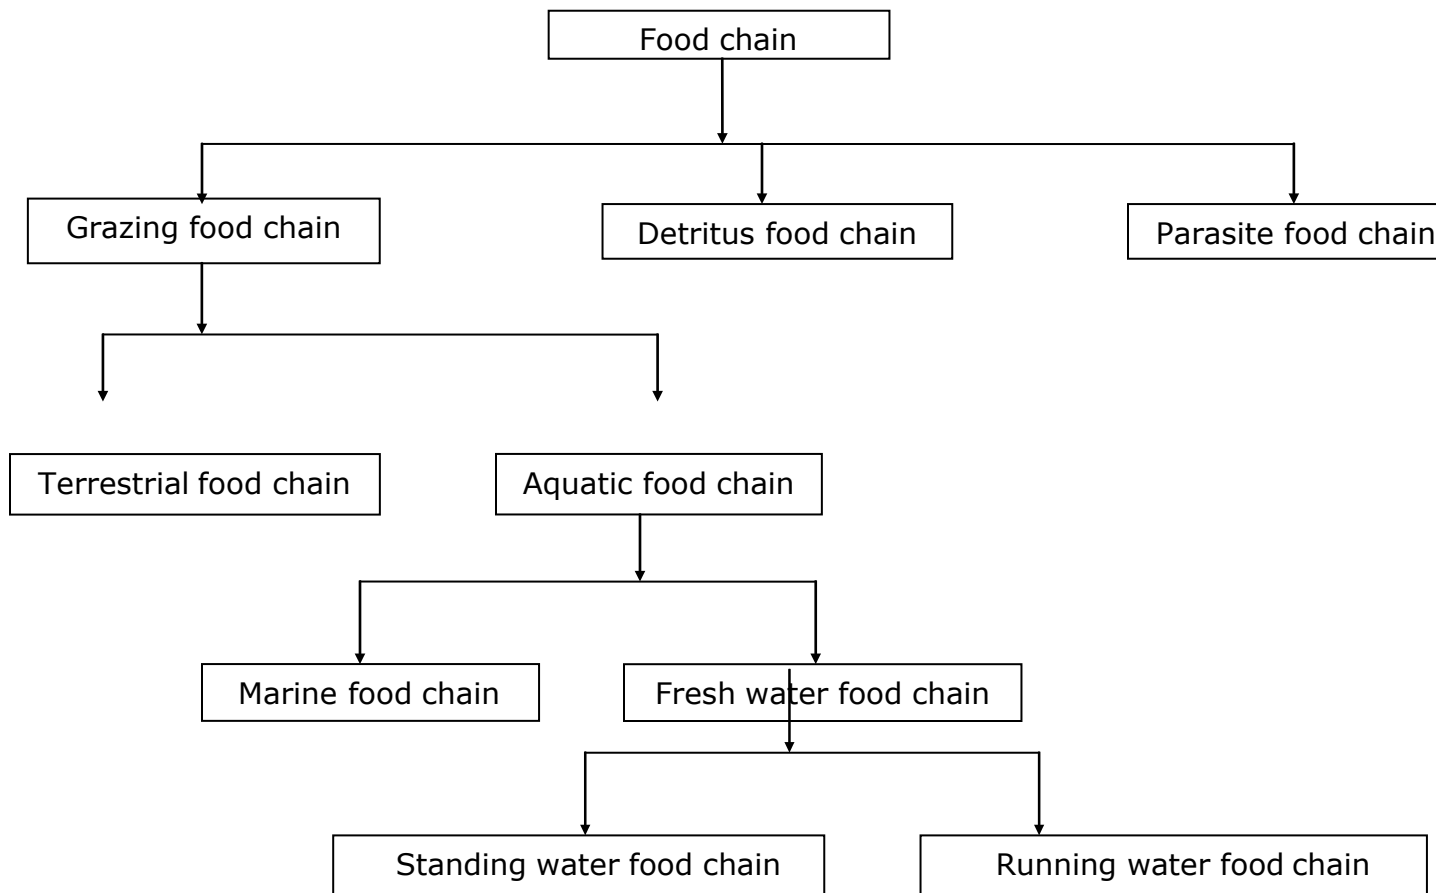 Food chain
Grazing food chain
Detritus food chain
Parasite food chain
Terrestrial food chain
Aquatic food chain
Marine food chain
Fresh water food chain
Standing water food chain
Running water food chain